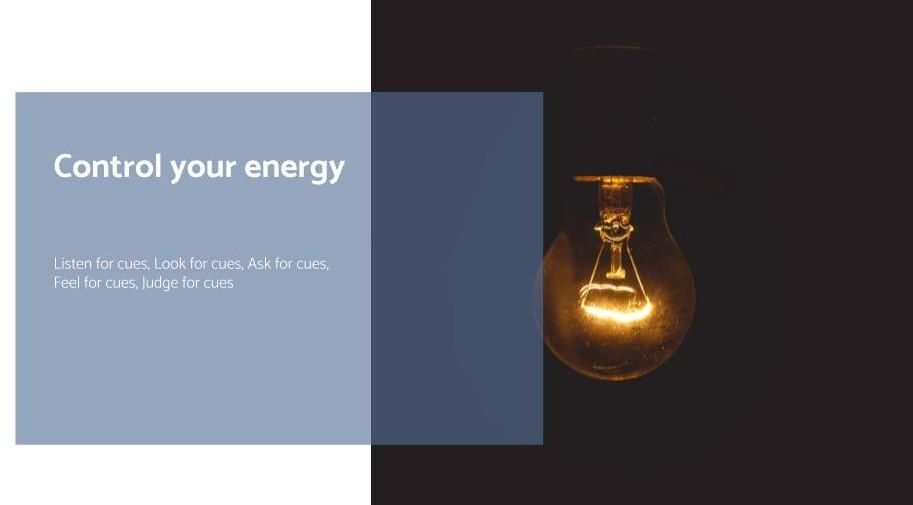 Control your energy
Listen for cues, Look for cues, Ask for cues,
Feel for cues, Judge for cues